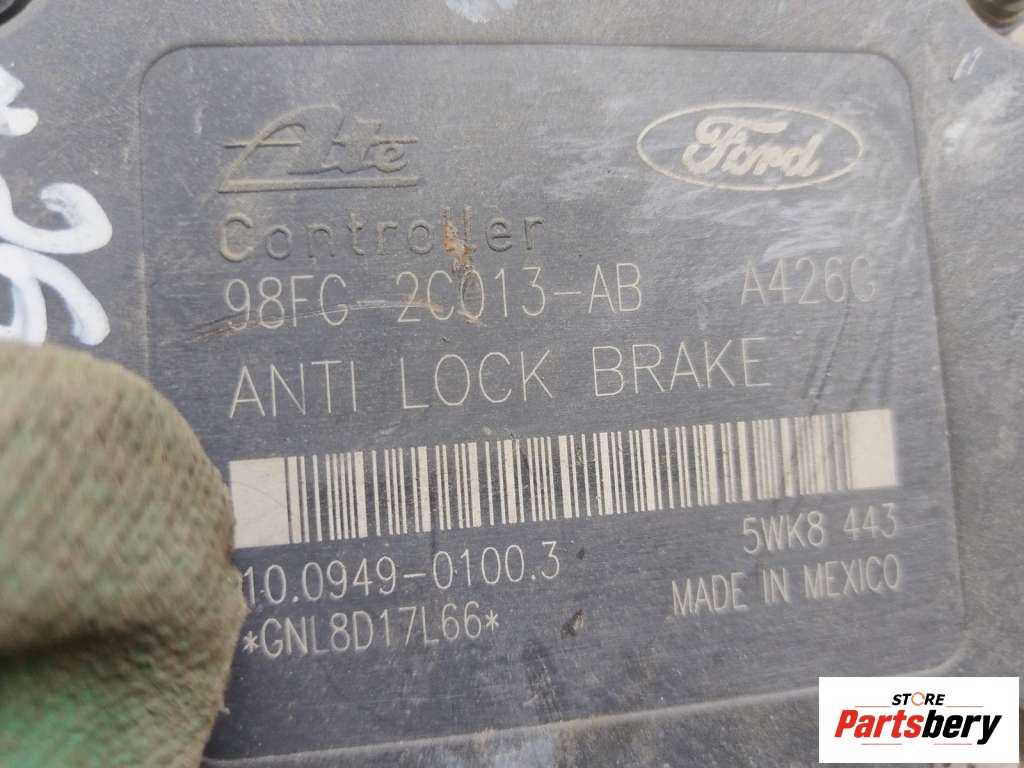 Ate
Ford
Controller
98FG-2C013-AB A426G
ANTI LOCK BRAKE
10.0949-0100.3
5WK8 443
*GNL8D17L66*
MADE IN MEXICO
STORE
Partsbery